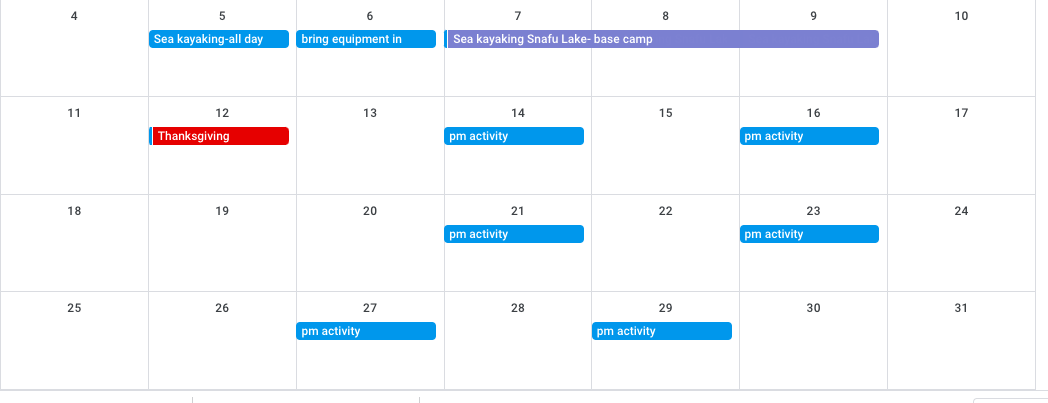 4 5 6 7 8 9 10
Sea kayaking-all day bring equipment in Sea kayaking Snafu Lake- base camp
11 12 13 14 15 16 17
Thanksgiving pm activity pm activity
18 19 20 21 22 23 24
pm activity pm activity
25 26 27 28 29 30 31
pm activity pm activity